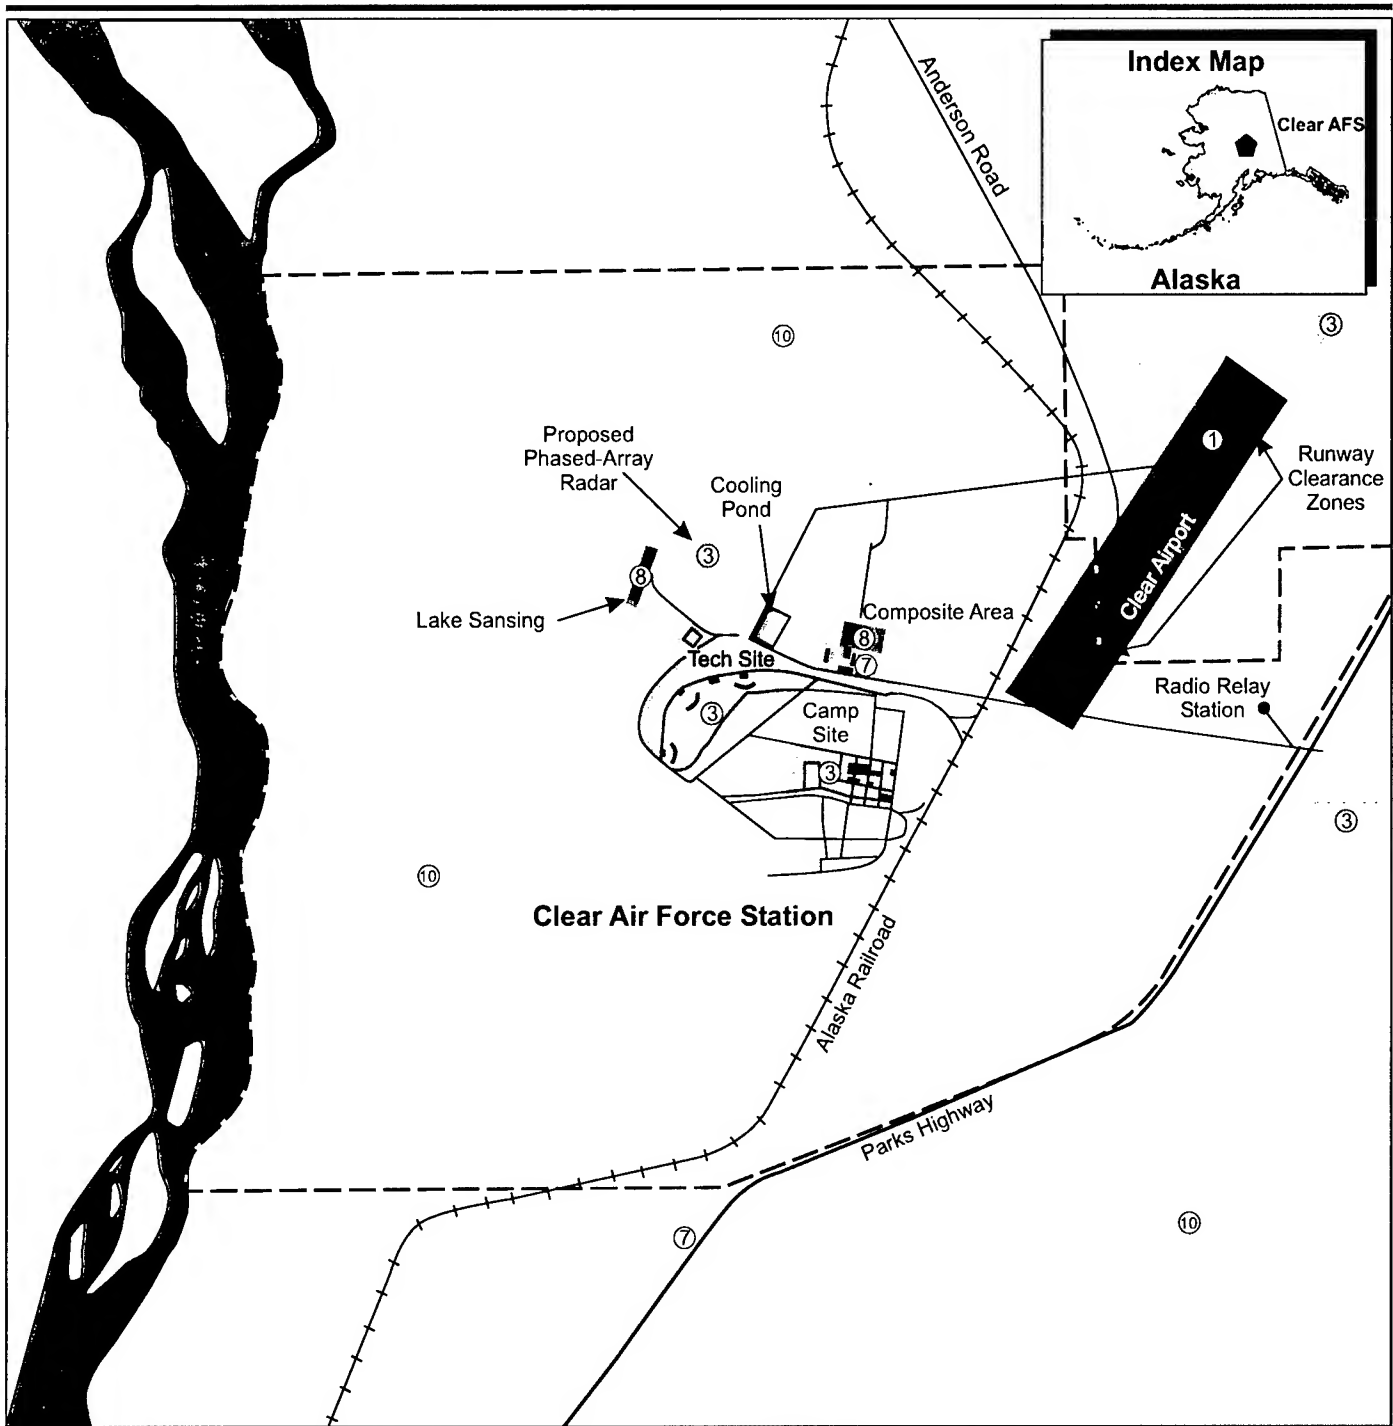 Index Map
Clear AFS
Alaska
Anderson Road
10
3
1
Proposed
Phased-Array
Radar
Cooling
Pond
Runway
Clearance
Zones
3
8
Clear Airport
Lake Sansing
Composite Area
8
7
Tech Site
Radio Relay
Station
3
Camp
Site
3
3
10
Clear Air Force Station
Alaska Railroad
Parks Highway
7
10